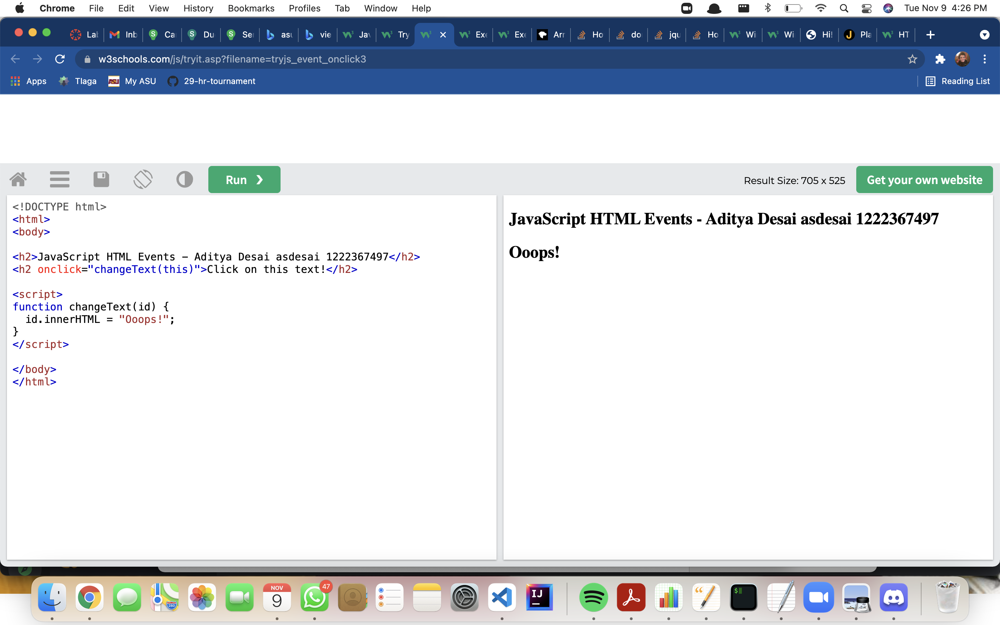 Chrome File Edit View History Bookmarks Profiles Tab Window Help Tue Nov 9 4:26 PM
Lab Inb Ca Du Se asu vie Jav Try Exe Exe Arr Ho do jqu Ho Wi Wi Hi! Pla HT
w3schools.com/js/tryit.asp?filename=tryjs_event_onclick3
Apps Tlaga My ASU 29-hr-tournament Reading List
Run ❯ Result Size: 705 x 525 Get your own website
<!DOCTYPE html>
<html>
<body>
<h2>JavaScript HTML Events - Aditya Desai asdesai 1222367497</h2>
<h2 onclick="changeText(this)">Click on this text!</h2>
<script>
function changeText(id) {
  id.innerHTML = "Ooops!";
}
</script>
</body>
</html>
JavaScript HTML Events - Aditya Desai asdesai 1222367497
Ooops!
280
NOV
9
47
IJ
$